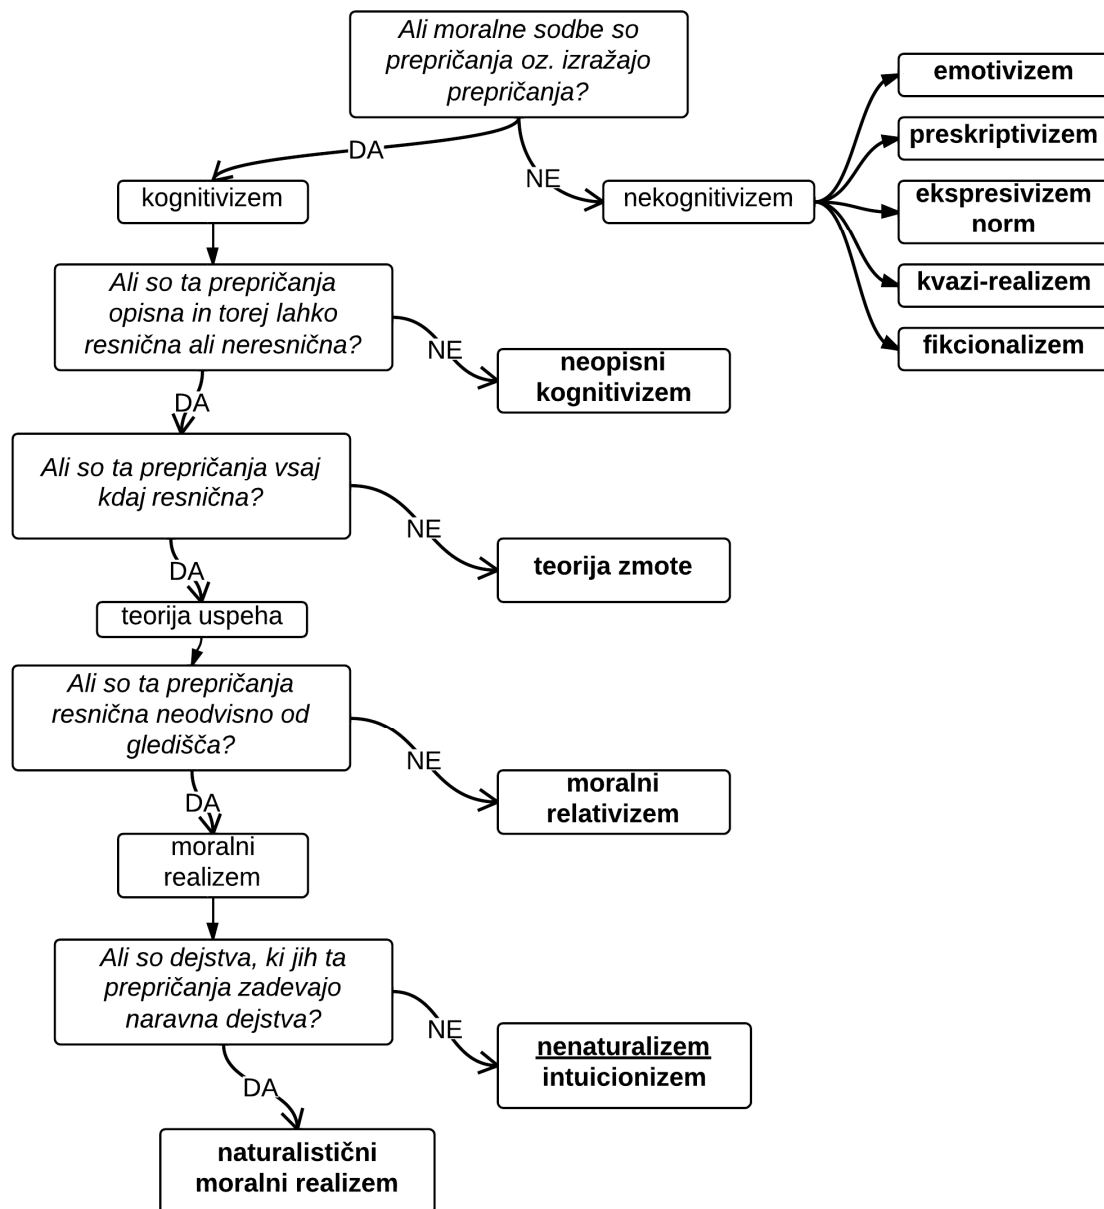 Ali moralne sodbe so
prepričanja oz. izražajo
prepričanja?
DA
NE
kognitivizem
nekognitivizem
emotivizem
preskriptivizem
ekspresivizem
norm
kvazi-realizem
fikcionalizem
Ali so ta prepričanja
opisna in torej lahko
resnična ali neresnična?
NE
neopisni
kognitivizem
DA
Ali so ta prepričanja vsaj
kdaj resnična?
NE
teorija zmote
DA
teorija uspeha
Ali so ta prepričanja
resnična neodvisno od
gledišča?
NE
moralni
relativizem
DA
moralni
realizem
Ali so dejstva, ki jih ta
prepričanja zadevajo
naravna dejstva?
NE
nenaturalizem
intuicionizem
DA
naturalistični
moralni realizem